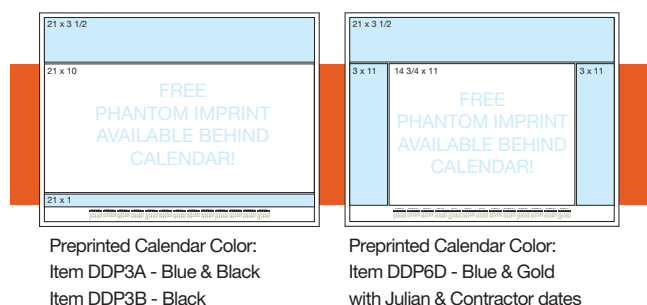 21 x 3 1/2
21 x 10
FREE
PHANTOM IMPRINT
AVAILABLE BEHIND
CALENDAR!
21 x 1
Preprinted Calendar Color:
Item DDP3A - Blue & Black
Item DDP3B - Black
21 x 3 1/2
3 x 11
14 3/4 x 11
3 x 11
FREE
PHANTOM IMPRINT
AVAILABLE BEHIND
CALENDAR!
Preprinted Calendar Color:
Item DDP6D - Blue & Gold
with Julian & Contractor dates